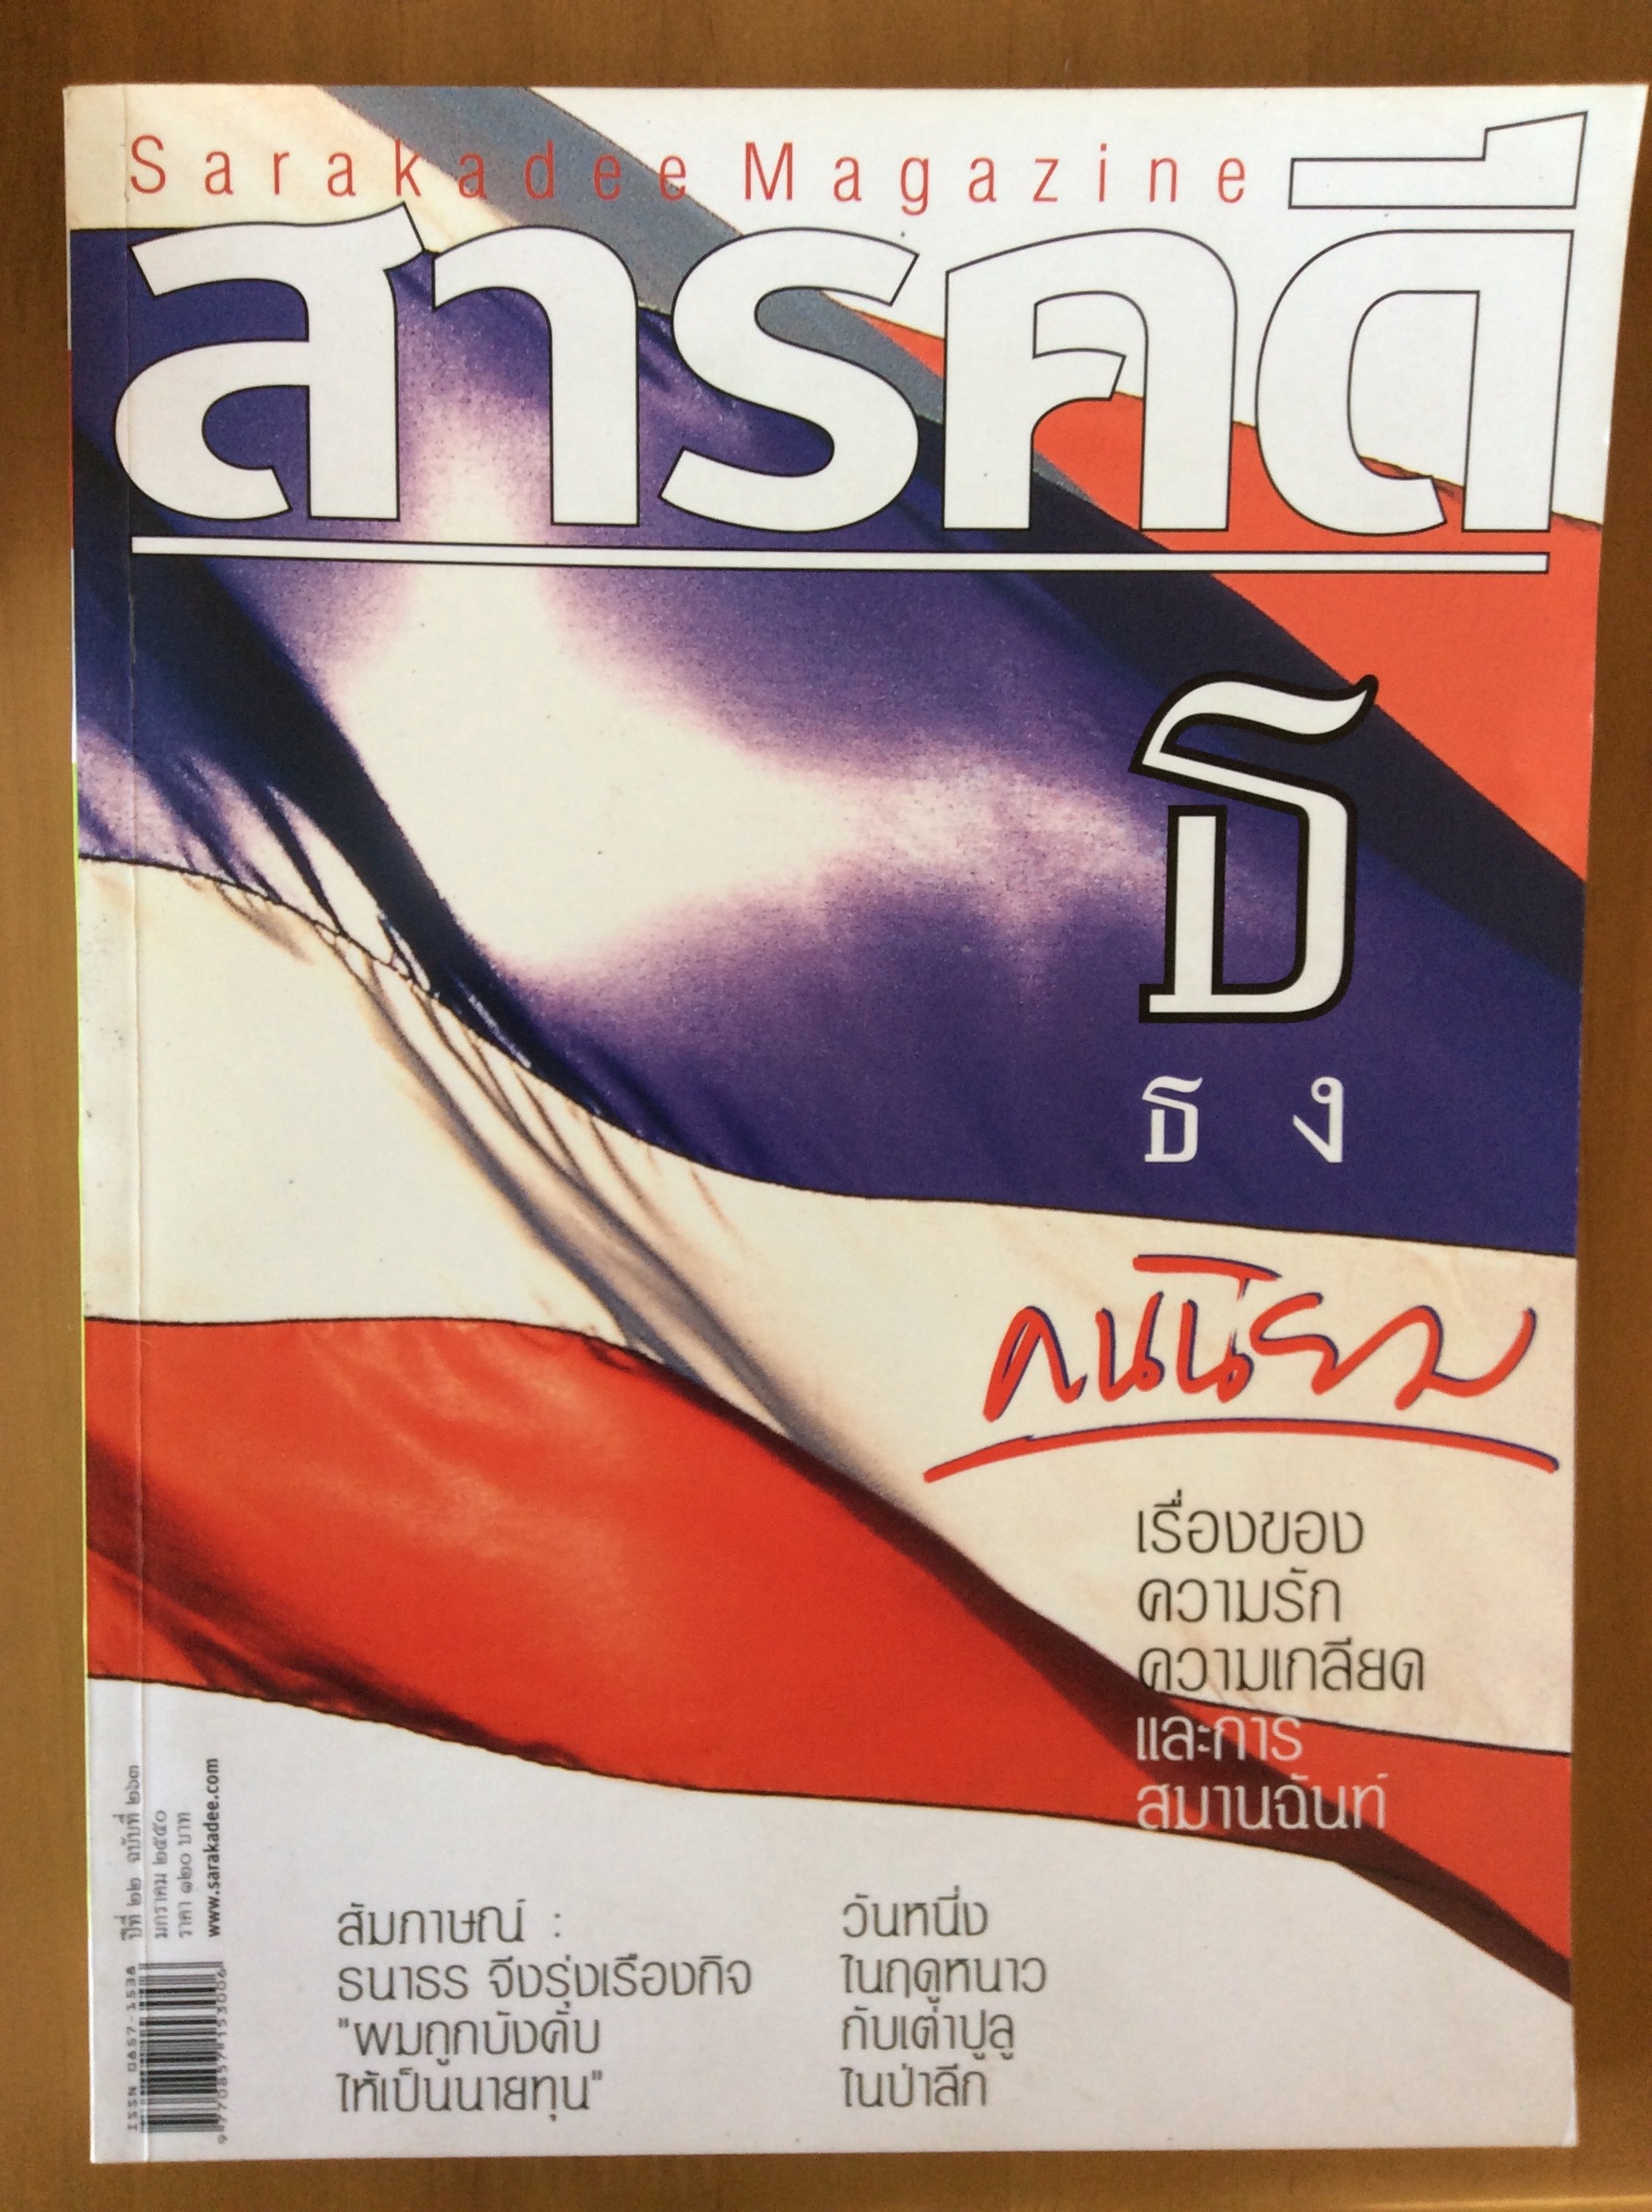 Sarakadee Magazine
สารคดี
ธ
ธ ง
คนนิยม
เรื่องของ
ความรัก
ความเกลียด
และการ
สมานฉันท์
สัมภาษณ์ :
ธนาธร จึงรุ่งเรืองกิจ
"ผมถูกบังคับ
ให้เป็นนายทุน"
วันหนึ่ง
ในฤดูหนาว
กับเต่าปูลู
ในป่าลึก
ปีที่ ๒๒ ฉบับที่ ๒๖๓
มกราคม ๒๕๕๐
ราคา ๑๒๐ บาท
www.sarakadee.com
ISSN 0857-1538
9 770857 153006